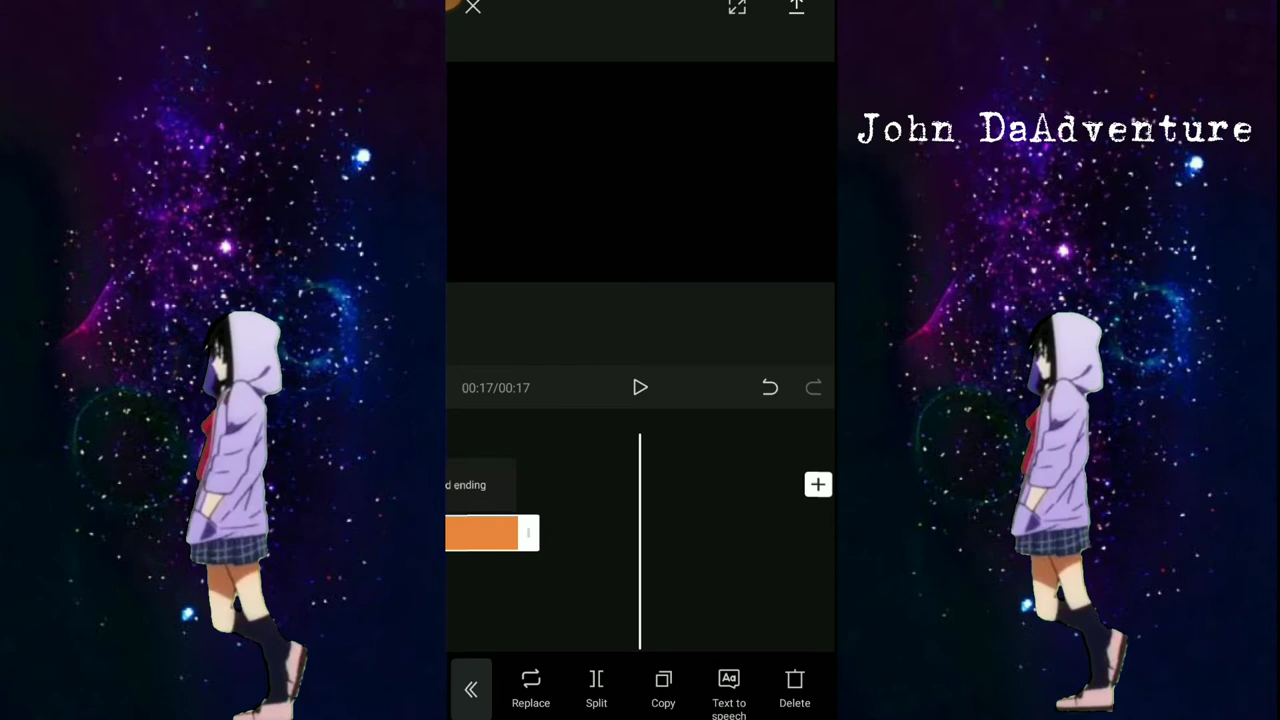 John DaAdventure
00:17/00:17
d ending
Replace
Split
Copy
Text to
speech
Delete